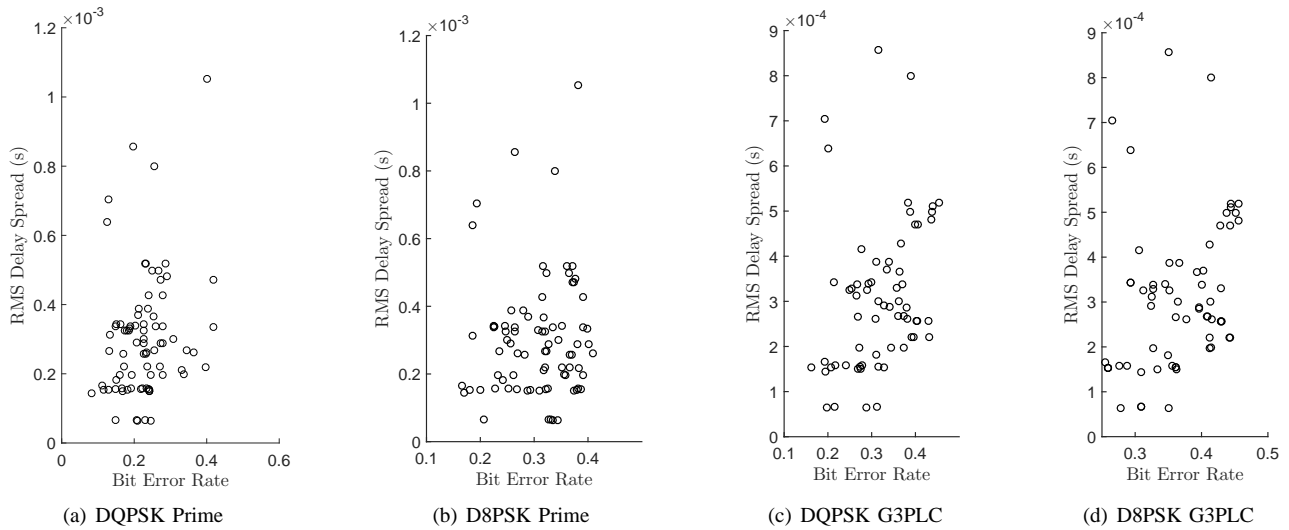 ×10⁻³
1.2
1
0.8
0.6
0.4
0.2
0
RMS Delay Spread (s)
0 0.2 0.4 0.6
Bit Error Rate
(a) DQPSK Prime
×10⁻³
1.2
1
0.8
0.6
0.4
0.2
0
RMS Delay Spread (s)
0.1 0.2 0.3 0.4
Bit Error Rate
(b) D8PSK Prime
×10⁻⁴
9
8
7
6
5
4
3
2
1
0
RMS Delay Spread (s)
0.1 0.2 0.3 0.4
Bit Error Rate
(c) DQPSK G3PLC
×10⁻⁴
9
8
7
6
5
4
3
2
1
0
RMS Delay Spread (s)
0.3 0.4 0.5
Bit Error Rate
(d) D8PSK G3PLC